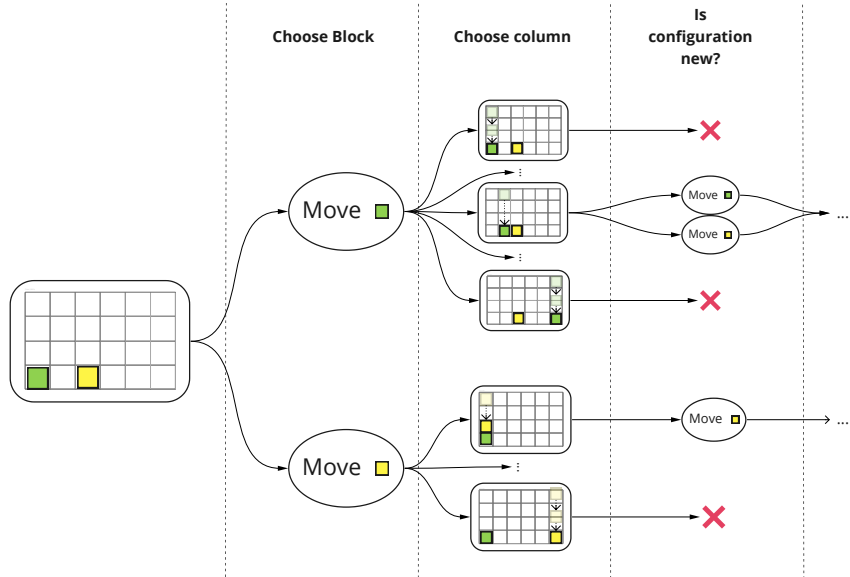 Choose Block
Choose column
Is
configuration
new?
Move
Move
Move
Move
Move
...
...
...
...
...